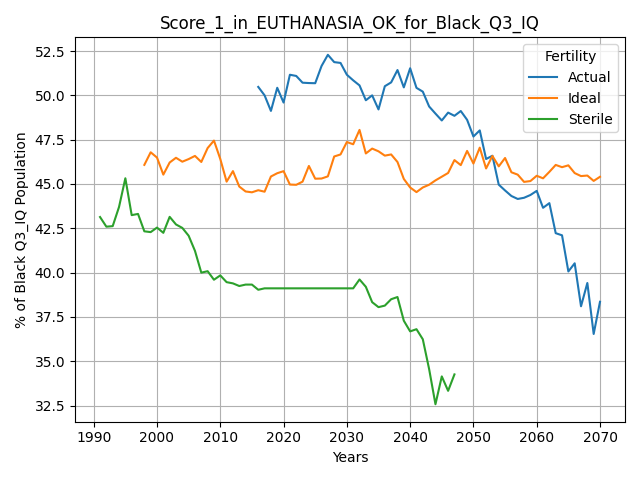 Score_1_in_EUTHANASIA_OK_for_Black_Q3_IQ
% of Black Q3_IQ Population
52.5
50.0
47.5
45.0
42.5
40.0
37.5
35.0
32.5
Fertility
Actual
Ideal
Sterile
1990 2000 2010 2020 2030 2040 2050 2060 2070
Years